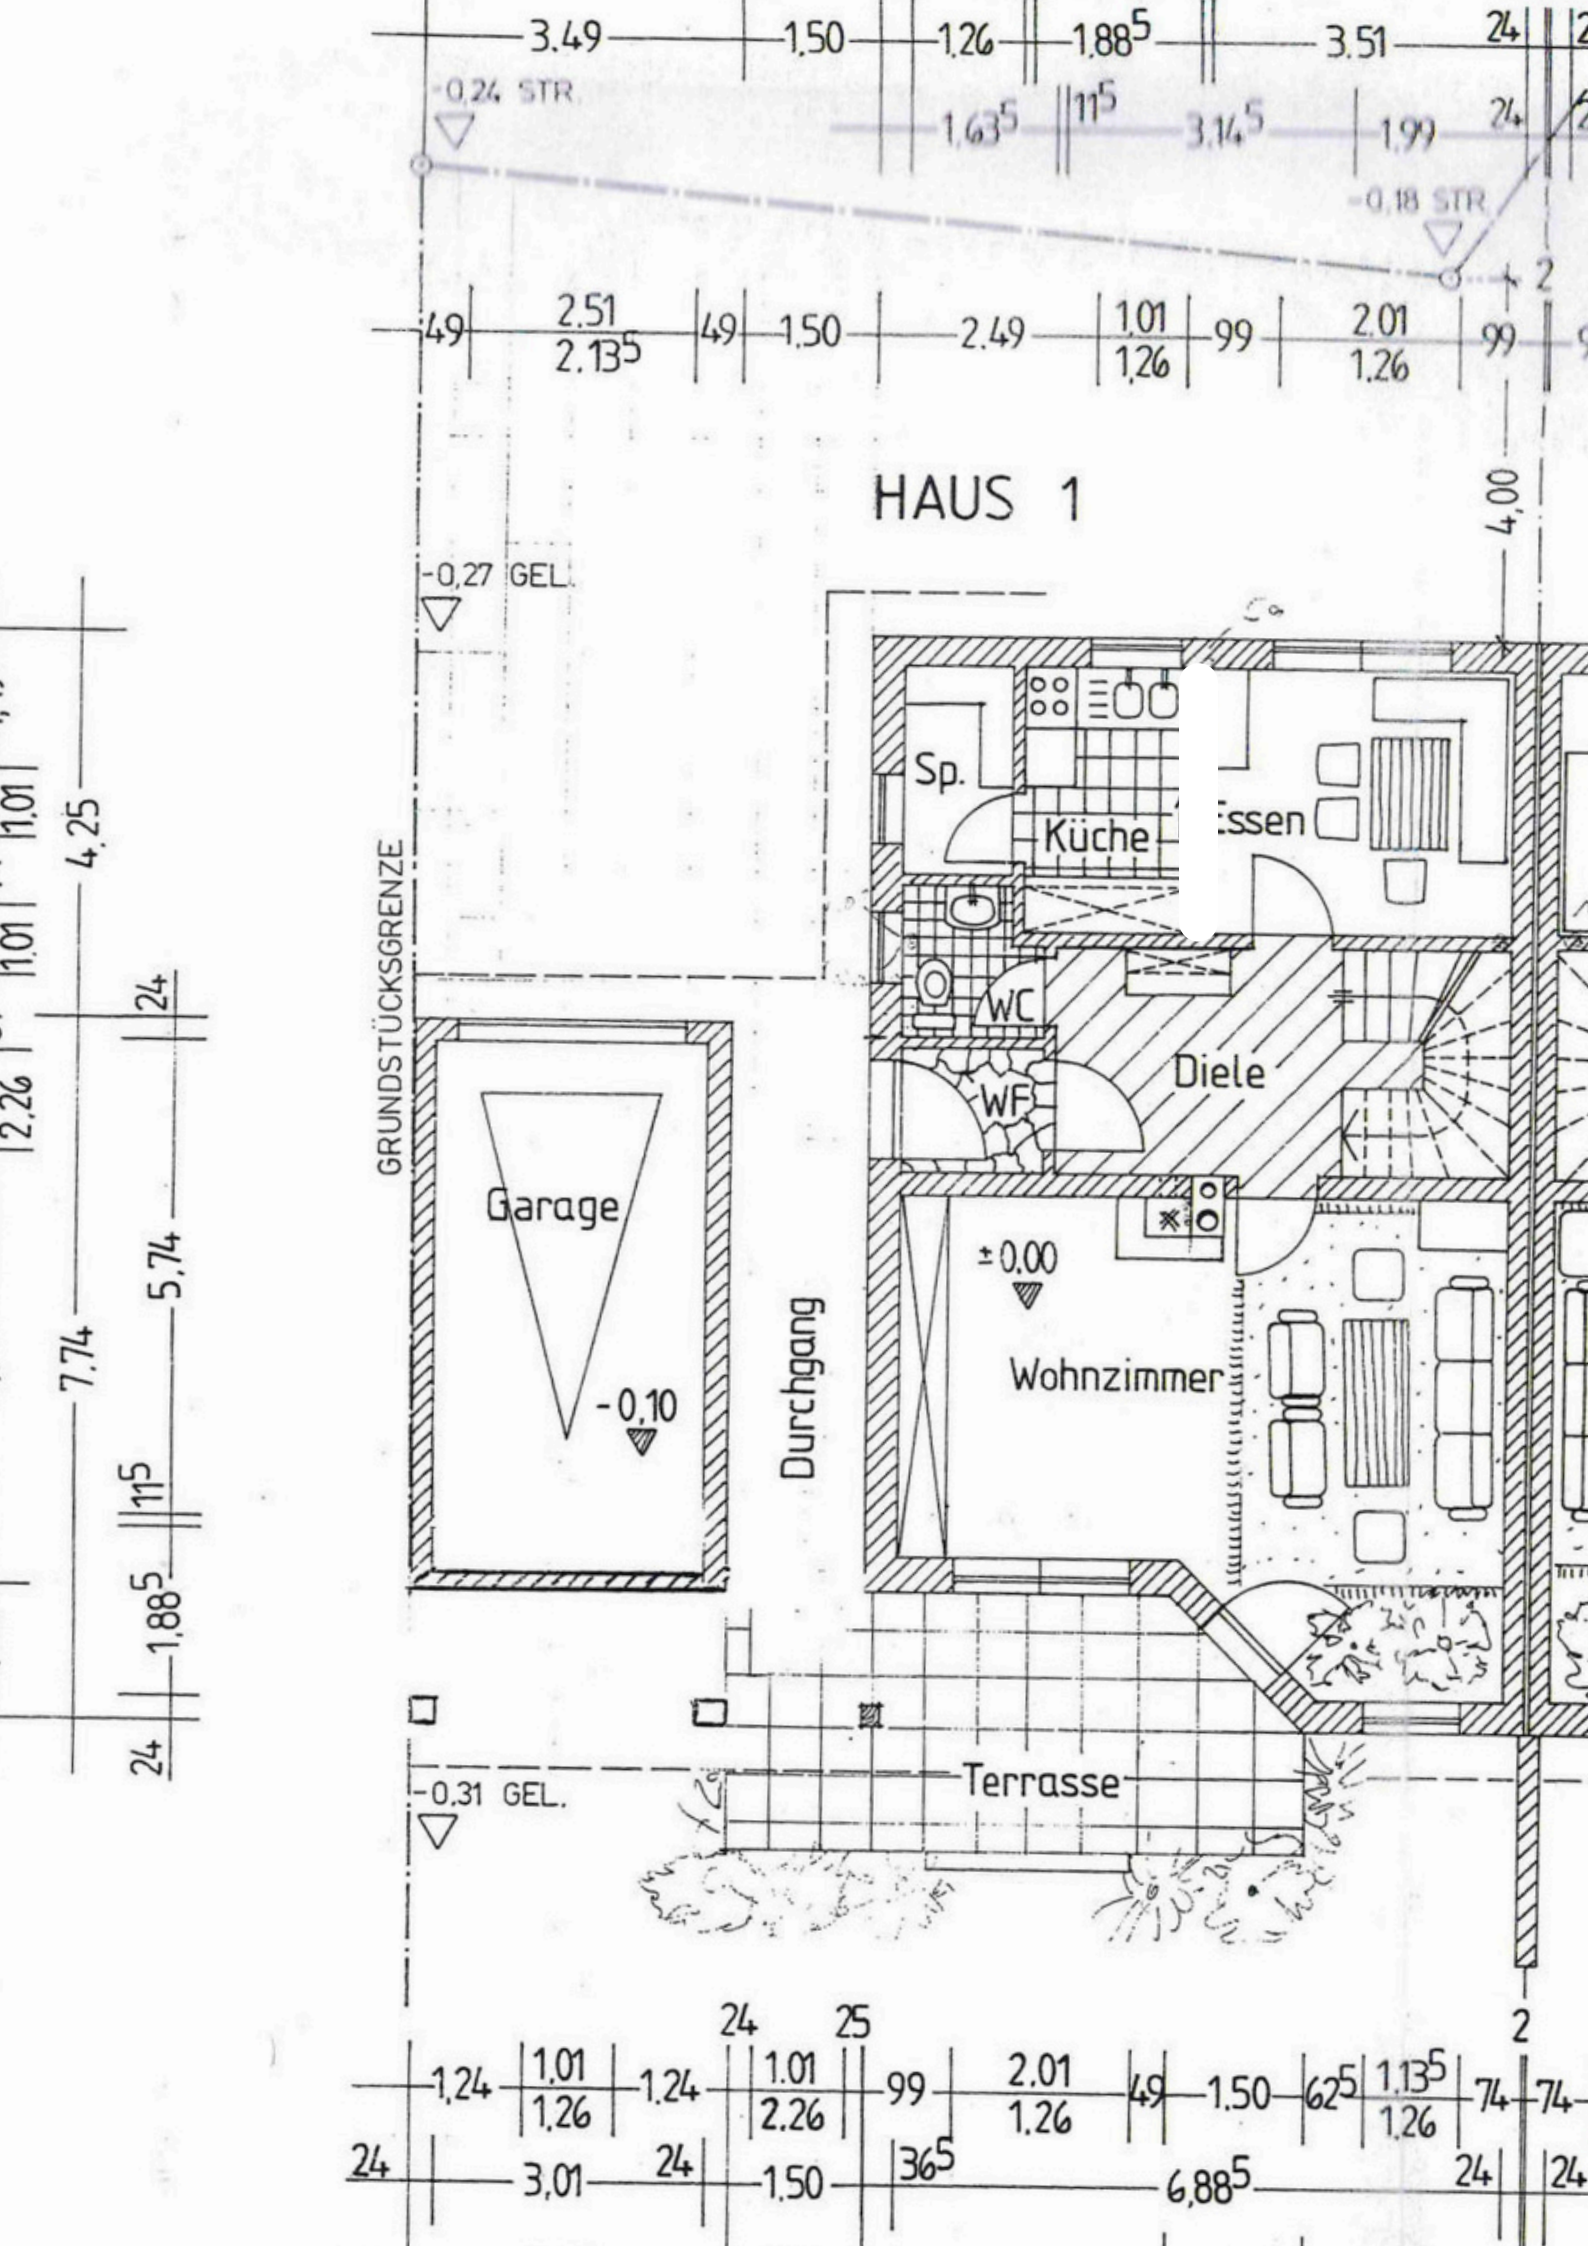 3.49 1.50 1.26 1.88⁵ 3.51 24
-0,24 STR.
1.63⁵ 11⁵ 3.14⁵ 1.99 24
-0,18 STR.
2
49 2.51 49 1.50 2.49 1,01 99 2.01 99
2.13⁵ 1,26 1.26
HAUS 1
4,00
-0,27 GEL.
1,01
4,25
Sp.
Küche
Essen
GRUNDSTÜCKSGRENZE
1,01
24
WC
2,26
Diele
WF
Garage
5,74
±0.00
7,74
Durchgang
Wohnzimmer
-0,10
11⁵
1,88⁵
24
Terrasse
-0,31 GEL.
24 25 2
1,24 1.01 1.24 1.01 99 2.01 49 1.50 62⁵ 1,13⁵ 74 74
1,26 2.26 1.26 1.26
24 3,01 24 1.50 36⁵ 6,88⁵ 24 24